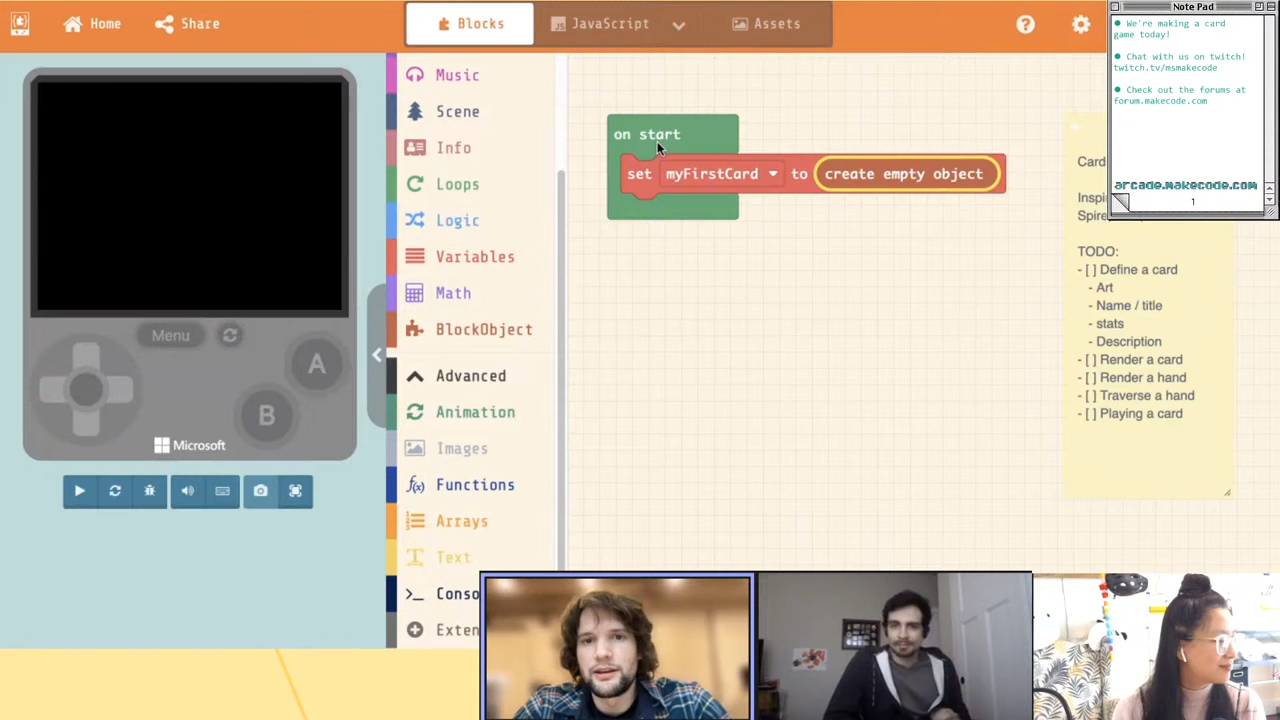 Home
Share
Blocks
JavaScript
Assets
Note Pad
● We're making a card
game today!
● Chat with us on twitch!
twitch.tv/msmakecode
● Check out the forums at
forum.makecode.com
arcade.makecode.com
1
Menu
A
B
Microsoft
Music
Scene
Info
Loops
Logic
Variables
Math
BlockObject
Advanced
Animation
Images
Functions
Arrays
Text
Conso
Exten
on start
set myFirstCard to create empty object
Card
Inspi
Spire
TODO:
- [ ] Define a card
- Art
- Name / title
- stats
- Description
- [ ] Render a card
- [ ] Render a hand
- [ ] Traverse a hand
- [ ] Playing a card